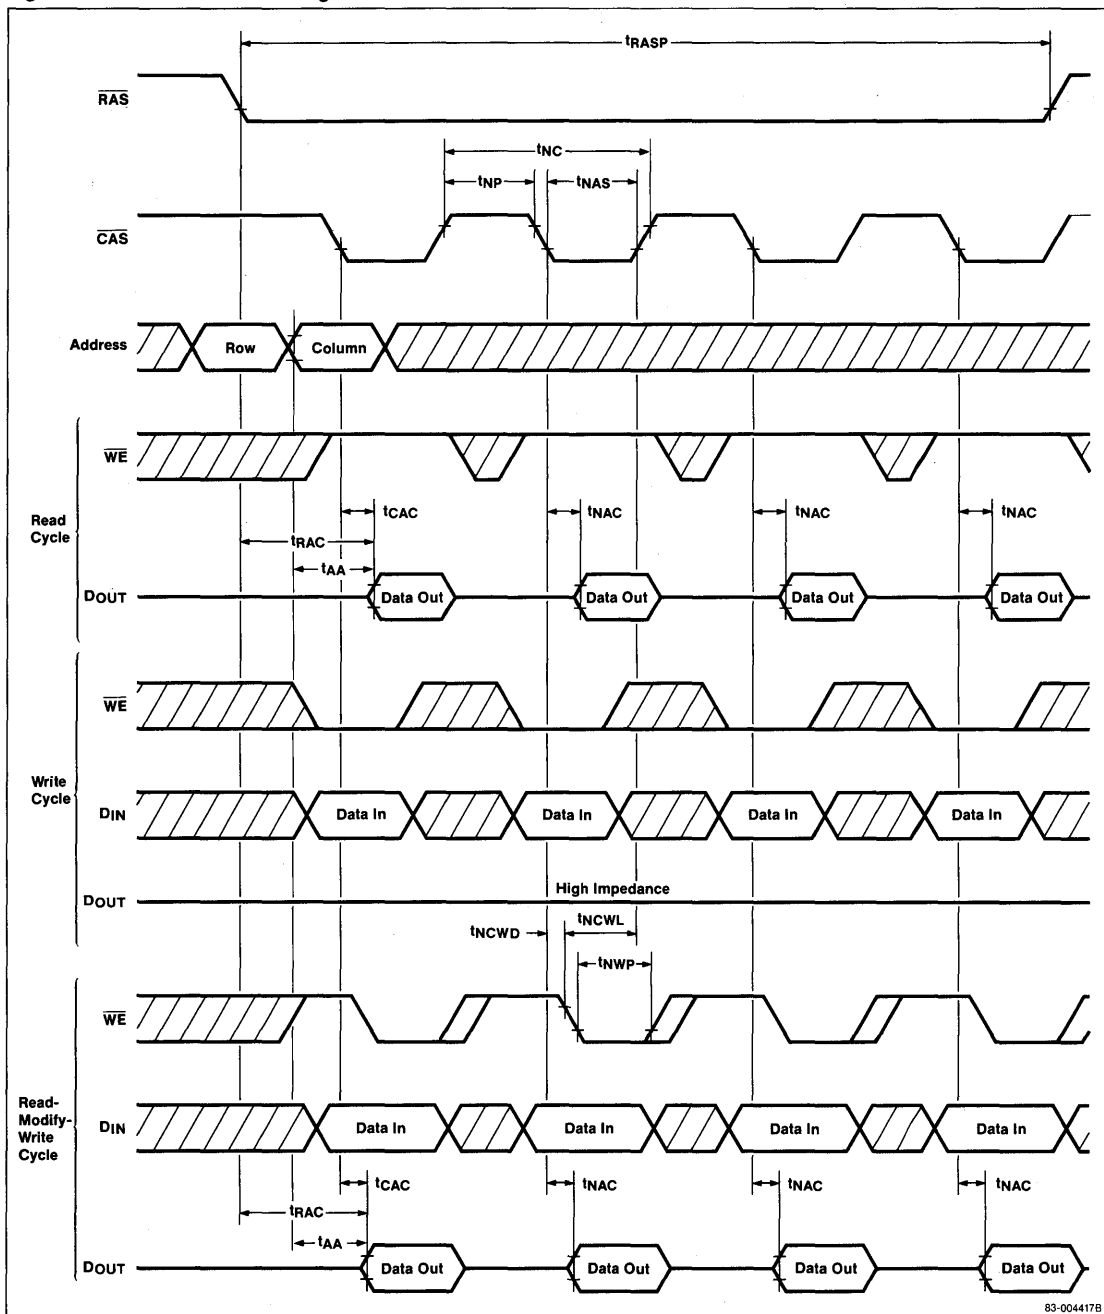 tRASP
RAS
tNC
tNP
tNAS
CAS
Address
Row
Column
Read
Cycle
WE
tCAC
tNAC
tNAC
tNAC
tRAC
tAA
DOUT
Data Out
Data Out
Data Out
Data Out
Write
Cycle
WE
DIN
Data In
Data In
Data In
Data In
DOUT
High Impedance
tNCWD
tNCWL
tNWP
Read-
Modify-
Write
Cycle
WE
DIN
Data In
Data In
Data In
Data In
tCAC
tNAC
tNAC
tNAC
tRAC
tAA
DOUT
Data Out
Data Out
Data Out
Data Out
83-004417B